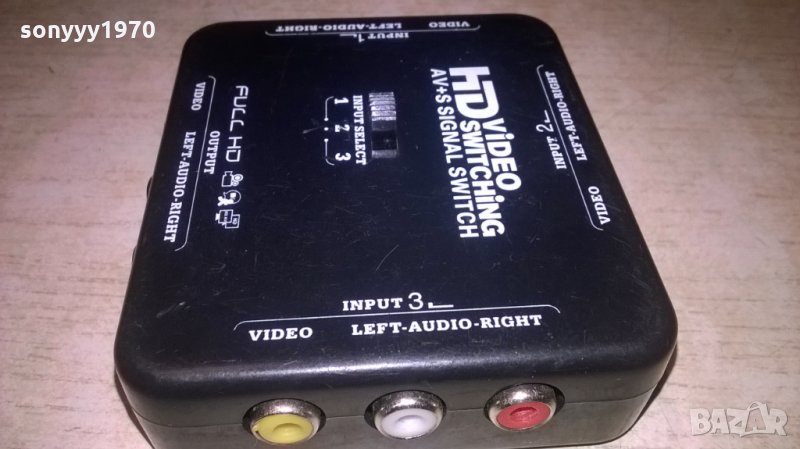 sonyyy1970
VIDEO LEFT-AUDIO-RIGHT
INPUT 1
HD ViDEO
SWiTCHiNG
AV+S SIGNAL SWITCH
INPUT SELECT
1 2 3
FULL HD
OUTPUT
VIDEO LEFT-AUDIO-RIGHT
INPUT 2
VIDEO LEFT-AUDIO-RIGHT
INPUT 3
VIDEO LEFT-AUDIO-RIGHT
BAZAR